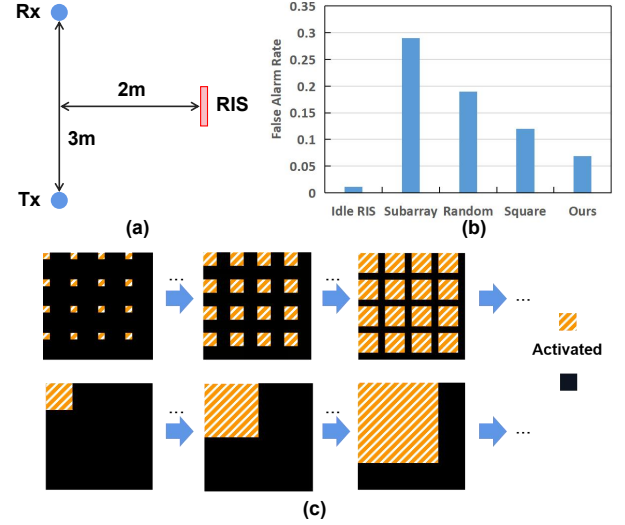 Rx
2m
RIS
3m
Tx
(a)
False Alarm Rate
0.35
0.3
0.25
0.2
0.15
0.1
0.05
0
Idle RIS Subarray Random Square Ours
(b)
... ... ...
Activated
... ... ...
(c)